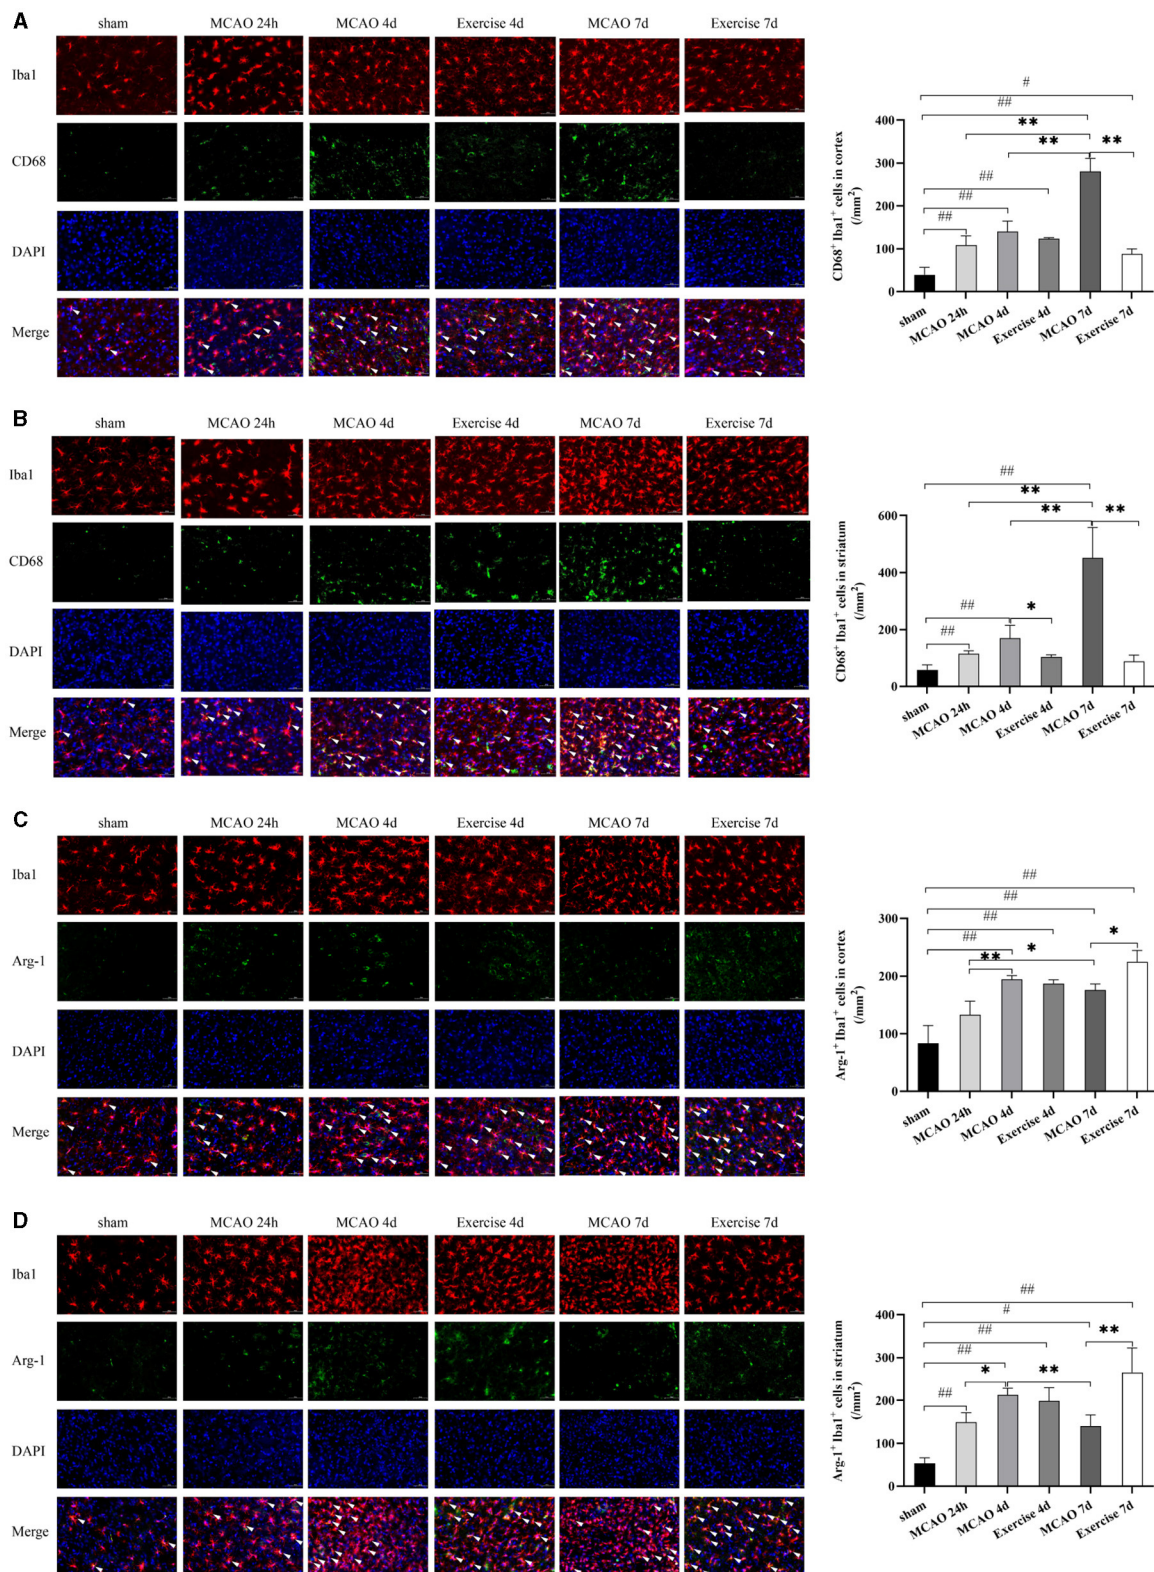 A
sham MCAO 24h MCAO 4d Exercise 4d MCAO 7d Exercise 7d
Iba1
CD68
DAPI
Merge
CD68⁺ Iba1⁺ cells in cortex
(/mm²)
400
300
200
100
0
# ## ** ** ** ## ## ##
sham MCAO 24h MCAO 4d Exercise 4d MCAO 7d Exercise 7d
B
sham MCAO 24h MCAO 4d Exercise 4d MCAO 7d Exercise 7d
Iba1
CD68
DAPI
Merge
CD68⁺ Iba1⁺ cells in striatum
(/mm²)
600
400
200
0
## ** ** ** ## * ##
sham MCAO 24h MCAO 4d Exercise 4d MCAO 7d Exercise 7d
C
sham MCAO 24h MCAO 4d Exercise 4d MCAO 7d Exercise 7d
Iba1
Arg-1
DAPI
Merge
Arg-1⁺ Iba1⁺ cells in cortex
(/mm²)
300
200
100
0
## ## ## ## * * **
sham MCAO 24h MCAO 4d Exercise 4d MCAO 7d Exercise 7d
D
sham MCAO 24h MCAO 4d Exercise 4d MCAO 7d Exercise 7d
Iba1
Arg-1
DAPI
Merge
Arg-1⁺ Iba1⁺ cells in striatum
(/mm²)
400
300
200
100
0
## # ## ** ## * ** ##
sham MCAO 24h MCAO 4d Exercise 4d MCAO 7d Exercise 7d